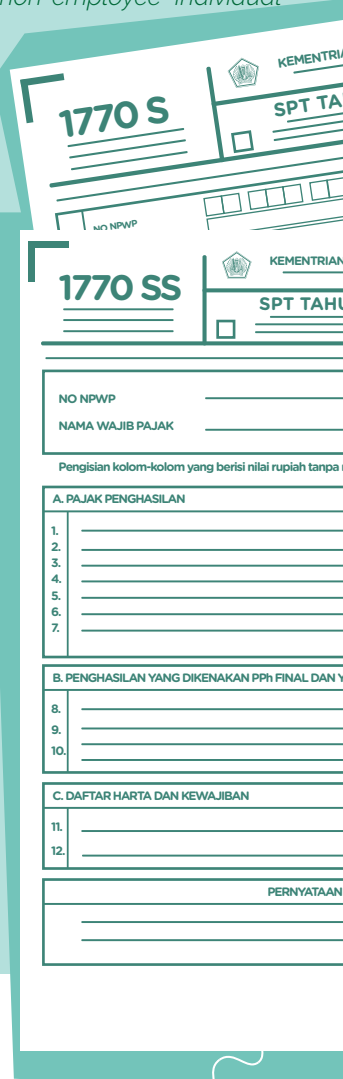 non-employee individual
KEMENTRIA
1770 S
SPT TA
NO NPWP
KEMENTRIAN
1770 SS
SPT TAHU
NO NPWP
NAMA WAJIB PAJAK
Pengisian kolom-kolom yang berisi nilai rupiah tanpa
A. PAJAK PENGHASILAN
1.
2.
3.
4.
5.
6.
7.
B. PENGHASILAN YANG DIKENAKAN PPh FINAL DAN Y
8.
9.
10.
C. DAFTAR HARTA DAN KEWAJIBAN
11.
12.
PERNYATAAN